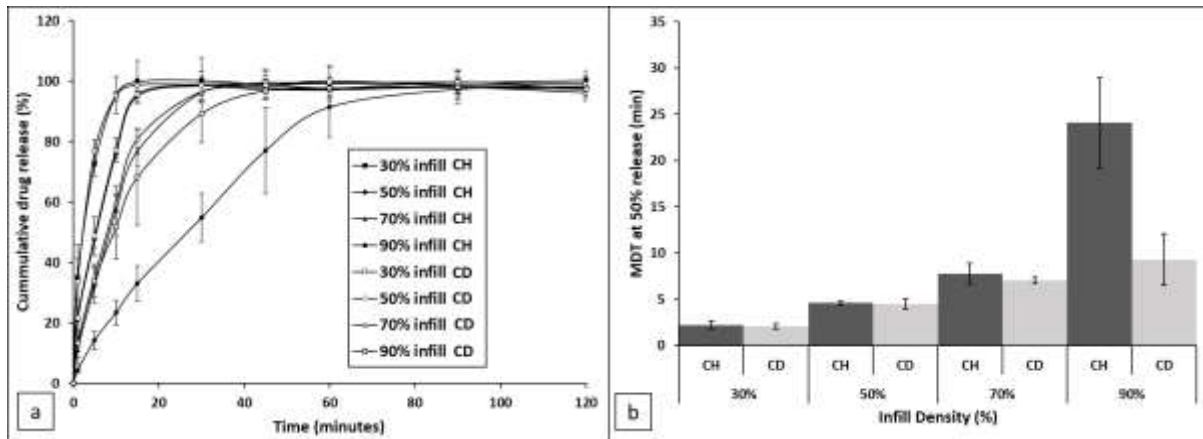 120
100
80
60
40
20
0
Cummulative drug release (%)
30% infill CH
50% infill CH
70% infill CH
90% infill CH
30% infill CD
50% infill CD
70% infill CD
90% infill CD
0 20 40 60 80 100 120
Time (minutes)
a
35
30
25
20
15
10
5
0
MDT at 50% release (min)
CH CD CH CD CH CD CH CD
30% 50% 70% 90%
Infill Density (%)
b